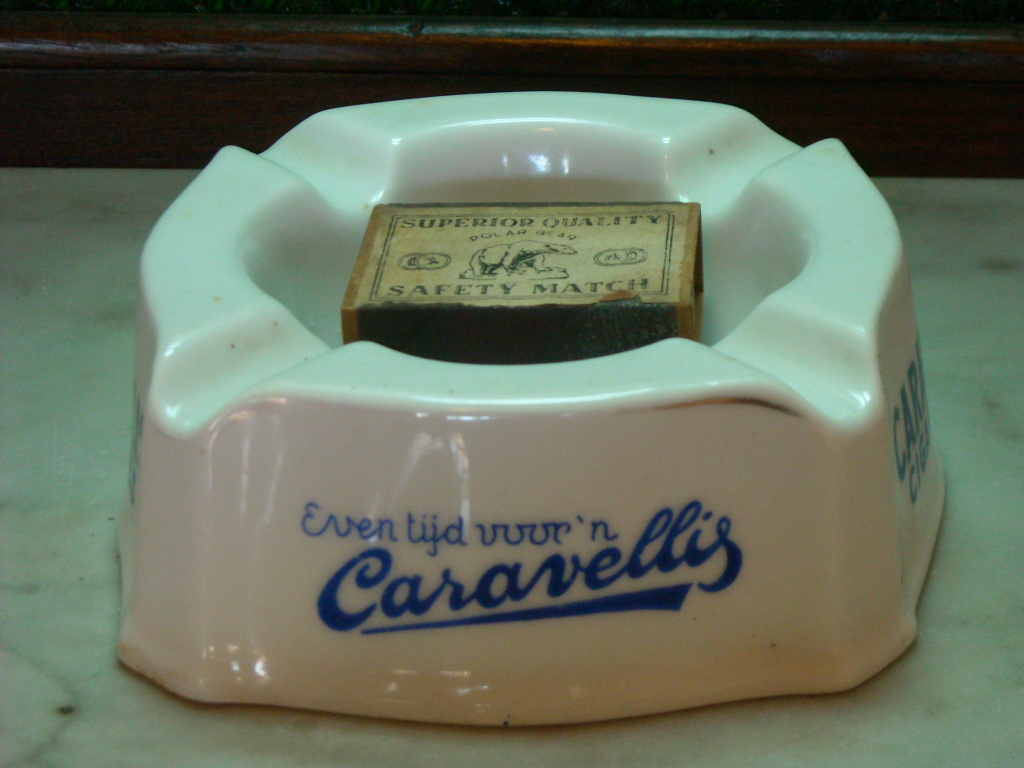 SUPERIOR QUALITY
POLAR BEAR
SAFETY MATCH
Even tijd voor 'n
Caravellis